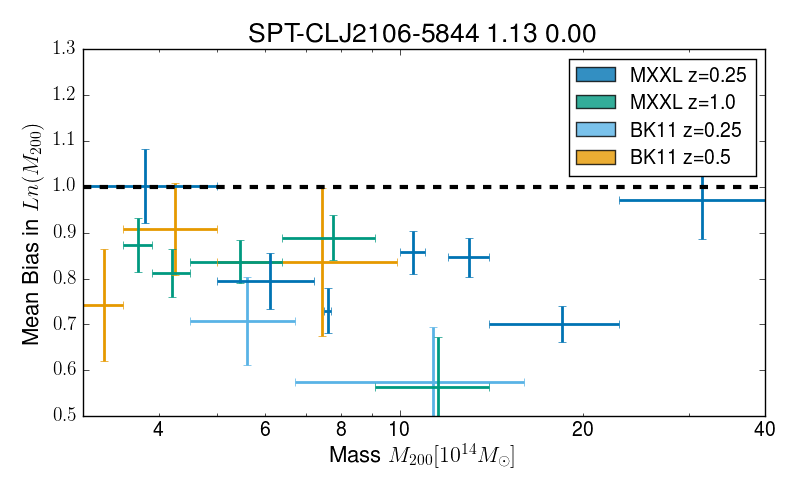 SPT-CLJ2106-5844 1.13 0.00
1.3
1.2
1.1
1.0
0.9
0.8
0.7
0.6
0.5
Mean Bias in Ln(M200)
MXXL z=0.25
MXXL z=1.0
BK11 z=0.25
BK11 z=0.5
4 6 8 10 20 40
Mass M200[10^14 M⊙]